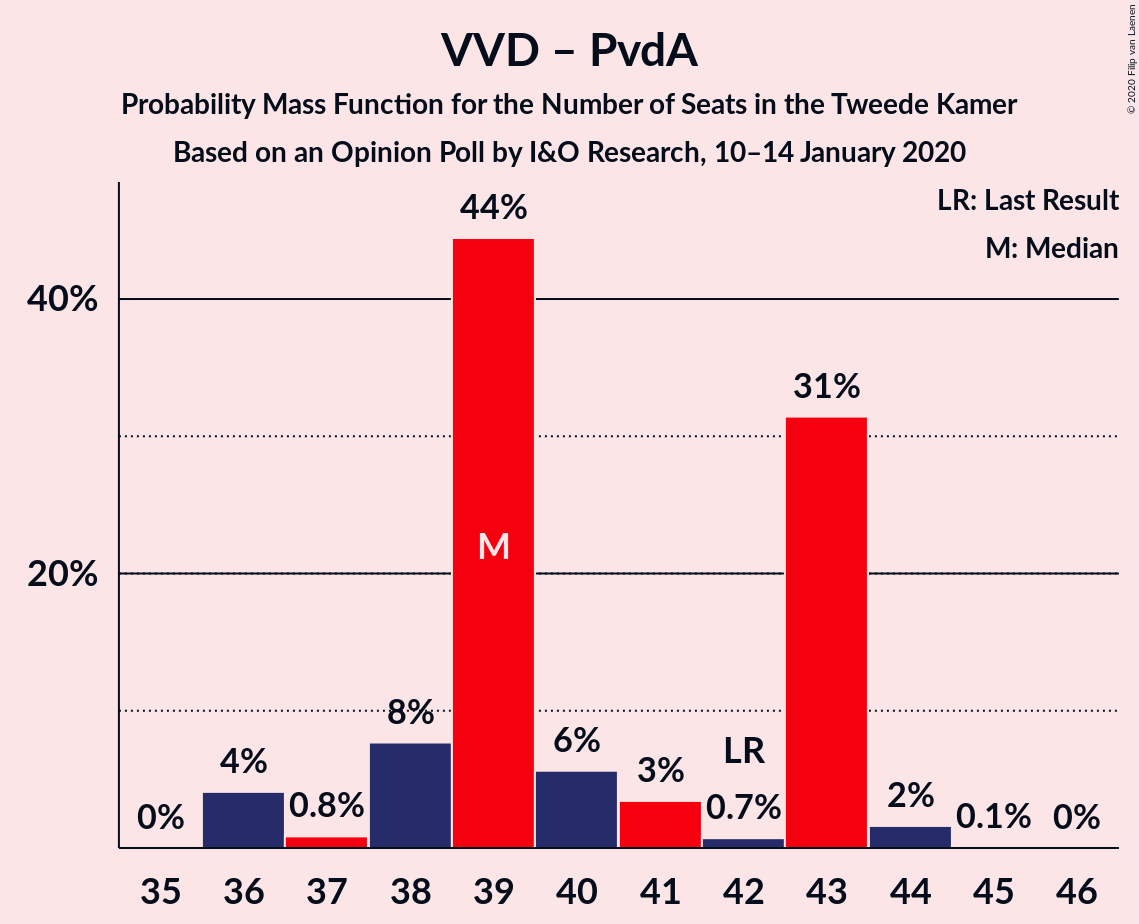 VVD – PvdA
Probability Mass Function for the Number of Seats in the Tweede Kamer
Based on an Opinion Poll by I&O Research, 10–14 January 2020
© 2020 Filip van Laenen
LR: Last Result
M: Median
40%
20%
0%
4%
0.8%
8%
44%
M
6%
3%
LR
0.7%
31%
2%
0.1%
0%
35 36 37 38 39 40 41 42 43 44 45 46